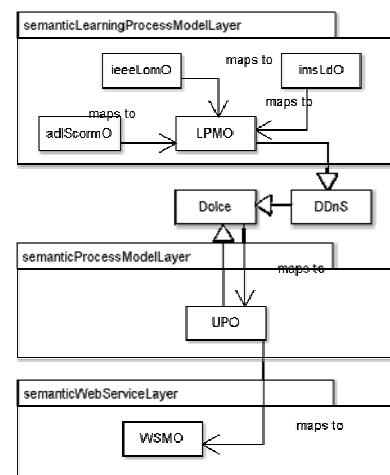 semanticLearningProcessModelLayer
ieeeLomO
maps to
imsLdO
maps to
maps to
adlScormO
LPMO
Dolce
DDnS
semanticProcessModelLayer
maps to
UPO
semanticWebServiceLayer
maps to
WSMO